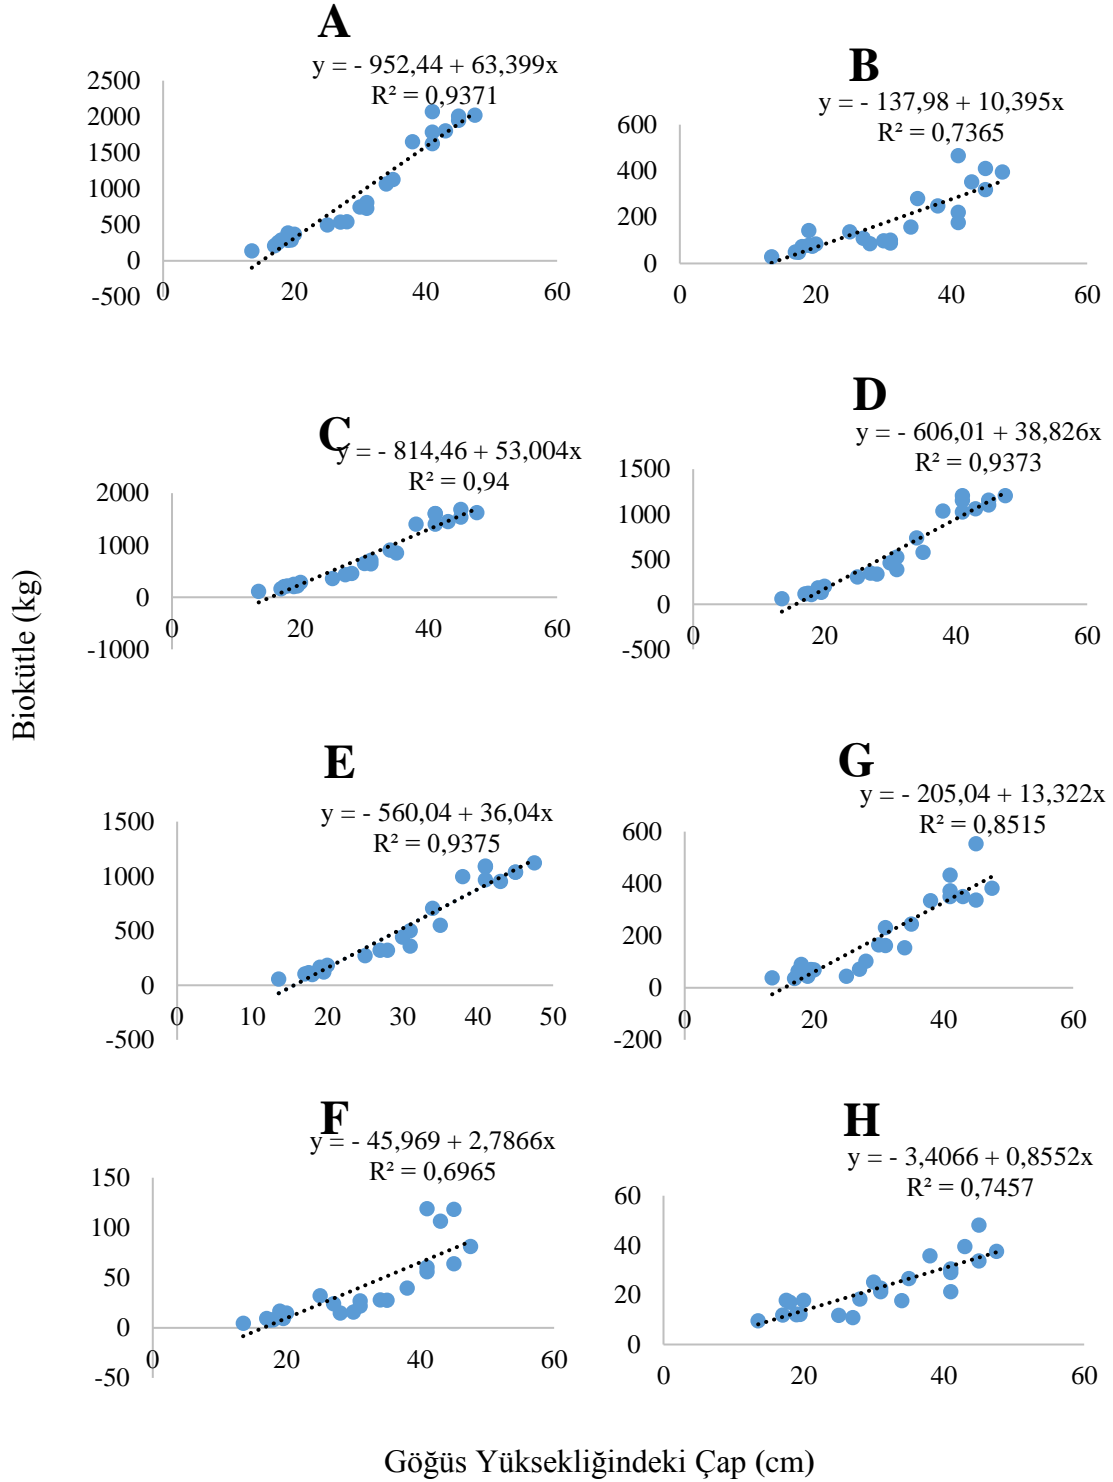 A
y = - 952,44 + 63,399x
R² = 0,9371
2500
2000
1500
1000
500
0
-500
0 20 40 60
B
y = - 137,98 + 10,395x
R² = 0,7365
600
400
200
0
0 20 40 60
C
y = - 814,46 + 53,004x
R² = 0,94
2000
1000
0
-1000
0 20 40 60
D
y = - 606,01 + 38,826x
R² = 0,9373
1500
1000
500
0
-500
0 20 40 60
Biokütle (kg)
E
y = - 560,04 + 36,04x
R² = 0,9375
1500
1000
500
0
-500
0 10 20 30 40 50
G
y = - 205,04 + 13,322x
R² = 0,8515
600
400
200
0
-200
0 20 40 60
F
y = - 45,969 + 2,7866x
R² = 0,6965
150
100
50
0
-50
0 20 40 60
H
y = - 3,4066 + 0,8552x
R² = 0,7457
60
40
20
0
0 20 40 60
Göğüs Yüksekliğindeki Çap (cm)